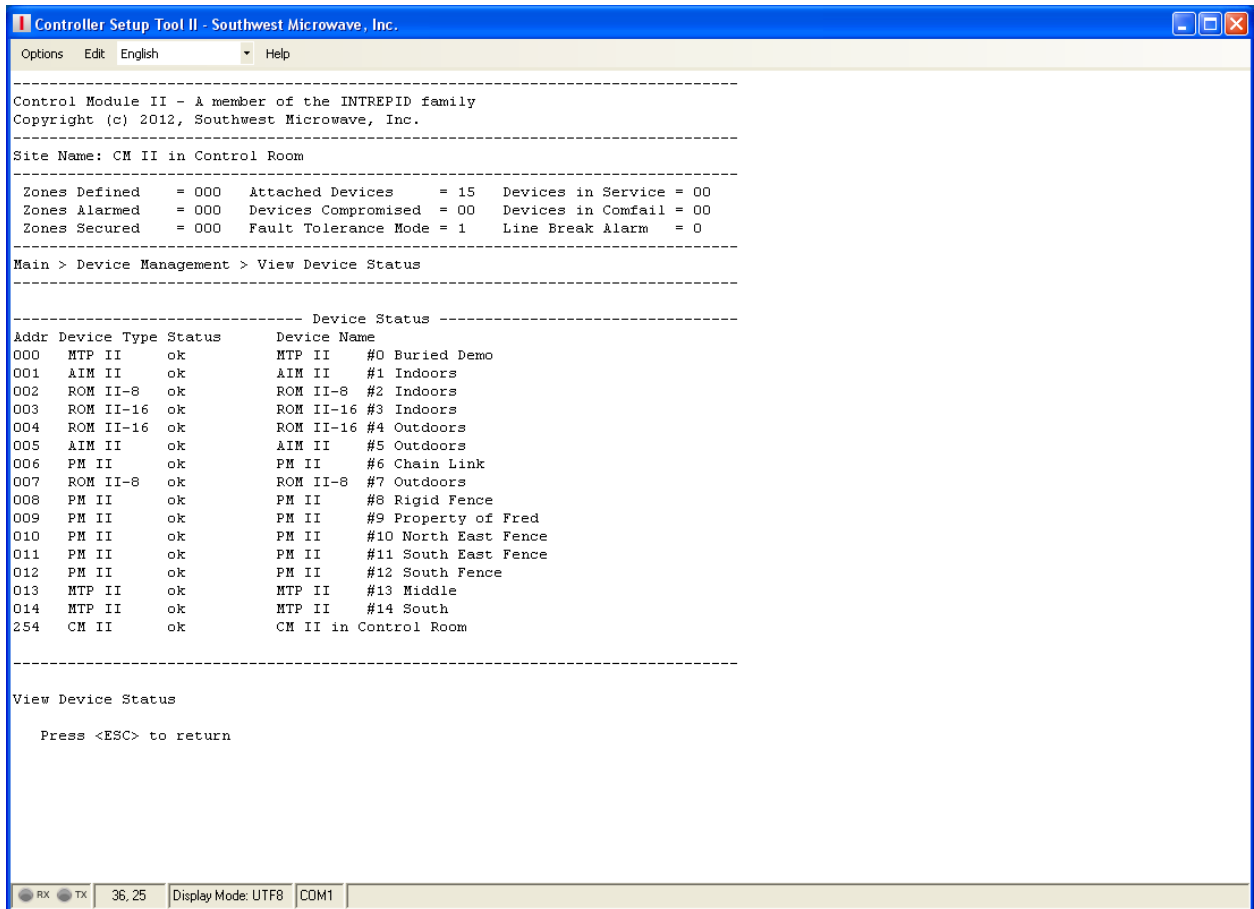 Controller Setup Tool II - Southwest Microwave, Inc.
Options Edit English Help
--------------------------------------------------------------------------------
Control Module II - A member of the INTREPID family
Copyright (c) 2012, Southwest Microwave, Inc.
--------------------------------------------------------------------------------
Site Name: CM II in Control Room
--------------------------------------------------------------------------------
Zones Defined = 000 Attached Devices = 15 Devices in Service = 00
Zones Alarmed = 000 Devices Compromised = 00 Devices in Comfail = 00
Zones Secured = 000 Fault Tolerance Mode = 1 Line Break Alarm = 0
--------------------------------------------------------------------------------
Main > Device Management > View Device Status
--------------------------------------------------------------------------------
-------------------------------- Device Status ---------------------------------
Addr Device Type Status Device Name
000 MTP II ok MTP II #0 Buried Demo
001 AIM II ok AIM II #1 Indoors
002 ROM II-8 ok ROM II-8 #2 Indoors
003 ROM II-16 ok ROM II-16 #3 Indoors
004 ROM II-16 ok ROM II-16 #4 Outdoors
005 AIM II ok AIM II #5 Outdoors
006 PM II ok PM II #6 Chain Link
007 ROM II-8 ok ROM II-8 #7 Outdoors
008 PM II ok PM II #8 Rigid Fence
009 PM II ok PM II #9 Property of Fred
010 PM II ok PM II #10 North East Fence
011 PM II ok PM II #11 South East Fence
012 PM II ok PM II #12 South Fence
013 MTP II ok MTP II #13 Middle
014 MTP II ok MTP II #14 South
254 CM II ok CM II in Control Room
--------------------------------------------------------------------------------
View Device Status
Press <ESC> to return
RX TX 36, 25 Display Mode: UTF8 COM1